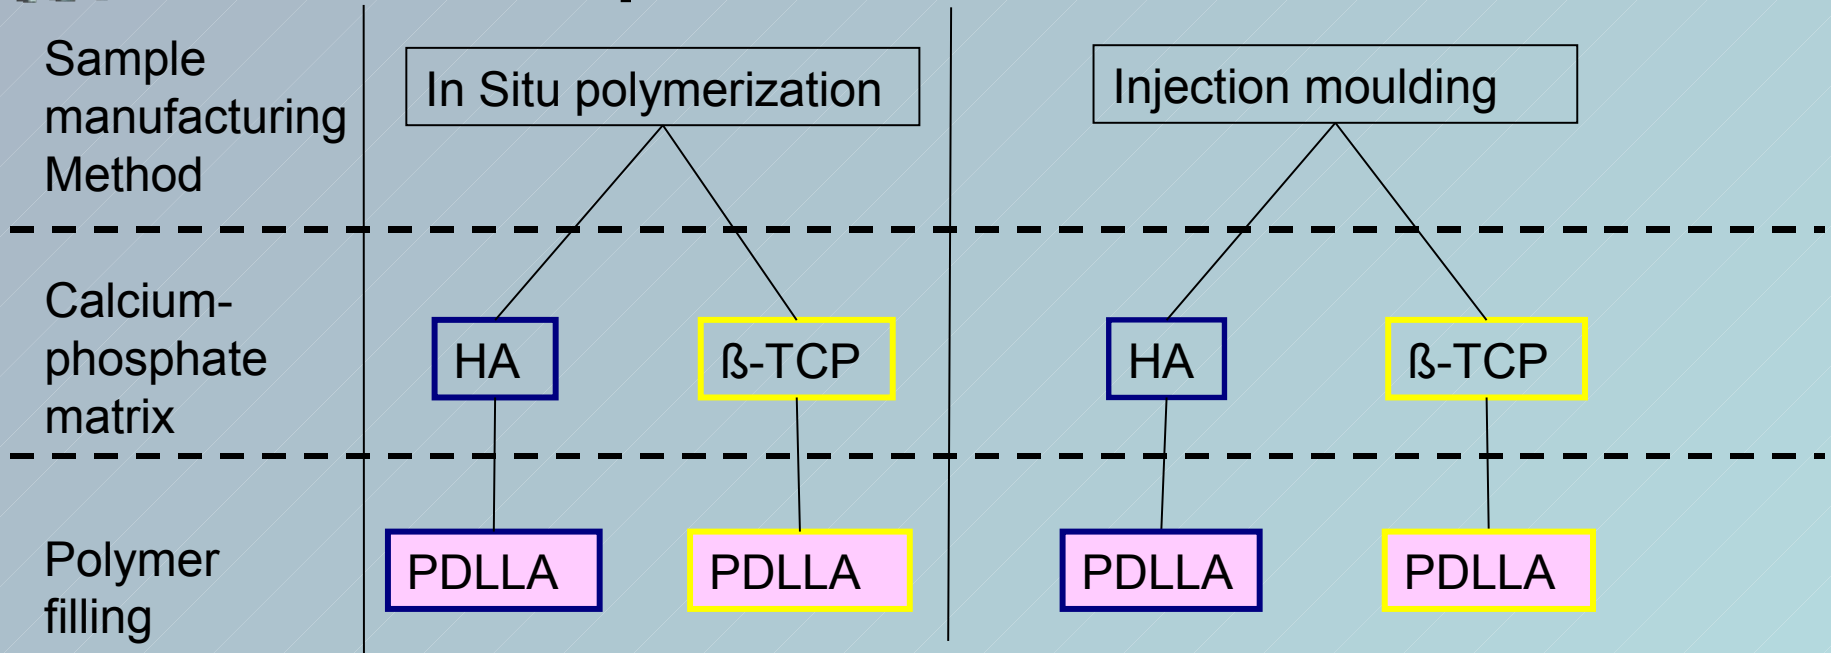 Sample
manufacturing
Method
In Situ polymerization
Injection moulding
Calcium-
phosphate
matrix
HA
ß-TCP
HA
ß-TCP
Polymer
filling
PDLLA
PDLLA
PDLLA
PDLLA